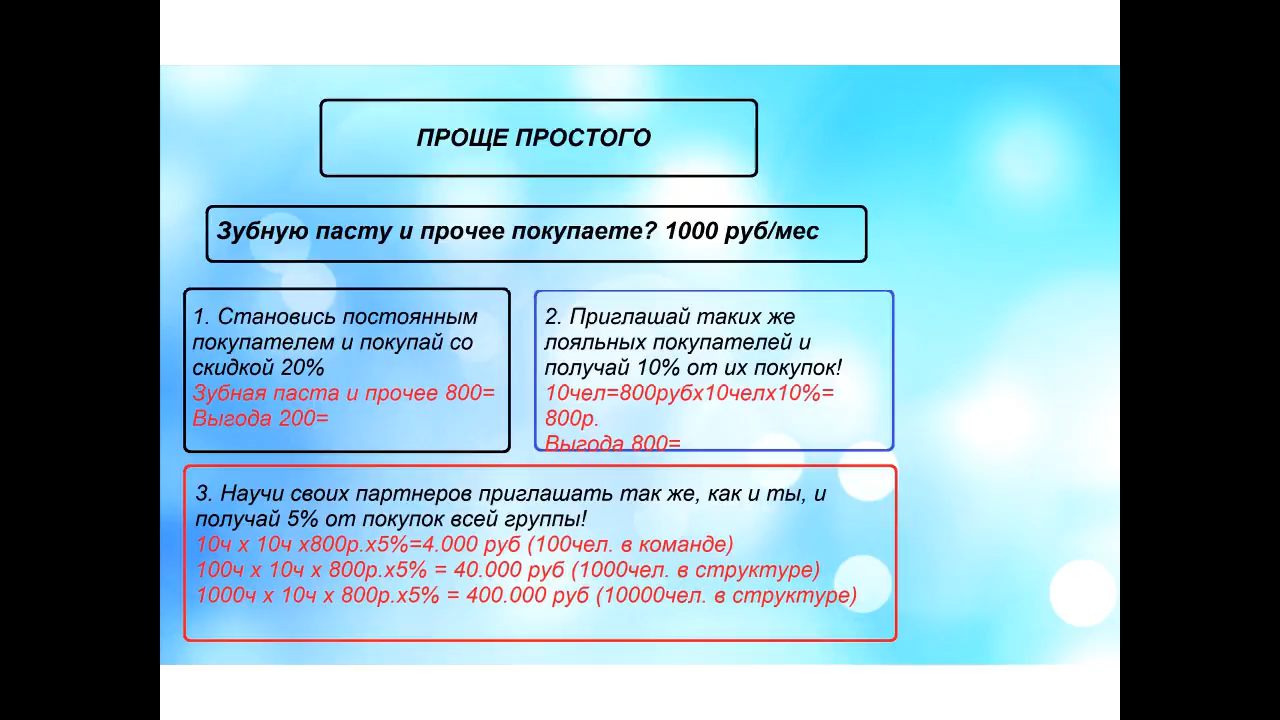 ПРОЩЕ ПРОСТОГО
Зубную пасту и прочее покупаете? 1000 руб/мес
1. Становись постоянным
покупателем и покупай со
скидкой 20%
Зубная паста и прочее 800=
Выгода 200=
2. Приглашай таких же
лояльных покупателей и
получай 10% от их покупок!
10чел=800рубх10челх10%=
800р.
Выгода 800=
3. Научи своих партнеров приглашать так же, как и ты, и
получай 5% от покупок всей группы!
10ч х 10ч х800р.х5%=4.000 руб (100чел. в команде)
100ч х 10ч х 800р.х5% = 40.000 руб (1000чел. в структуре)
1000ч х 10ч х 800р.х5% = 400.000 руб (10000чел. в структуре)